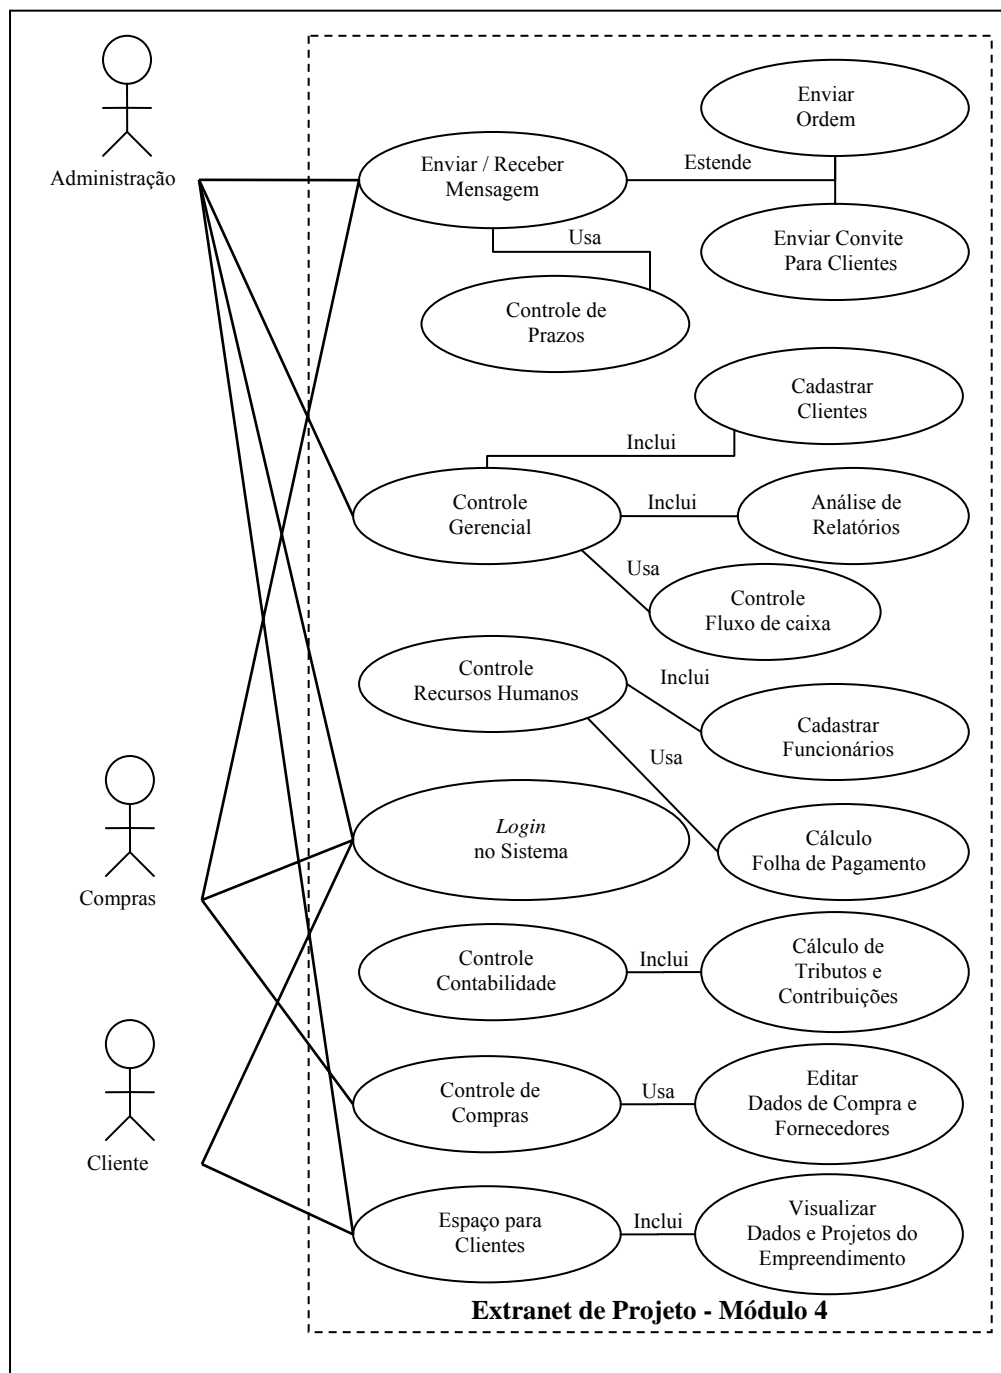 Enviar
Ordem
Administração
Enviar / Receber
Mensagem
Estende
Enviar Convite
Para Clientes
Usa
Controle de
Prazos
Cadastrar
Clientes
Inclui
Controle
Gerencial
Inclui
Análise de
Relatórios
Usa
Controle
Fluxo de caixa
Controle
Recursos Humanos
Inclui
Cadastrar
Funcionários
Usa
Login
no Sistema
Cálculo
Folha de Pagamento
Compras
Controle
Contabilidade
Inclui
Cálculo de
Tributos e
Contribuições
Controle de
Compras
Usa
Editar
Dados de Compra e
Fornecedores
Cliente
Espaço para
Clientes
Inclui
Visualizar
Dados e Projetos do
Empreendimento
Extranet de Projeto - Módulo 4